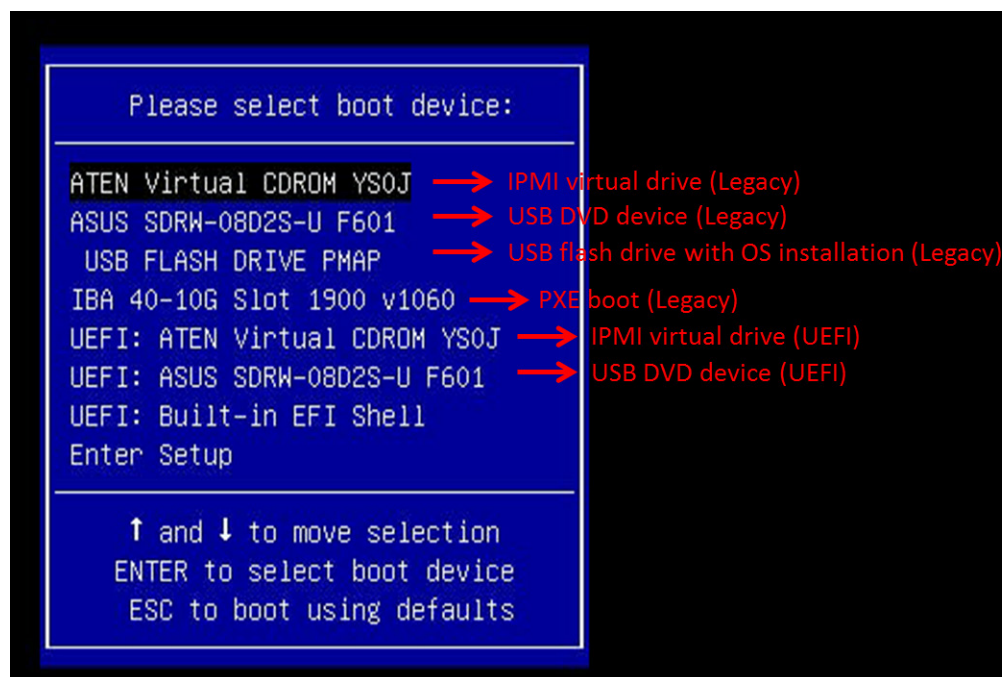 Please select boot device:
ATEN Virtual CDROM YS0J → IPMI virtual drive (Legacy)
ASUS SDRW-08D2S-U F601 → USB DVD device (Legacy)
USB FLASH DRIVE PMAP → USB flash drive with OS installation (Legacy)
IBA 40-10G Slot 1900 v1060 → PXE boot (Legacy)
UEFI: ATEN Virtual CDROM YS0J → IPMI virtual drive (UEFI)
UEFI: ASUS SDRW-08D2S-U F601 → USB DVD device (UEFI)
UEFI: Built-in EFI Shell
Enter Setup
↑ and ↓ to move selection
ENTER to select boot device
ESC to boot using defaults